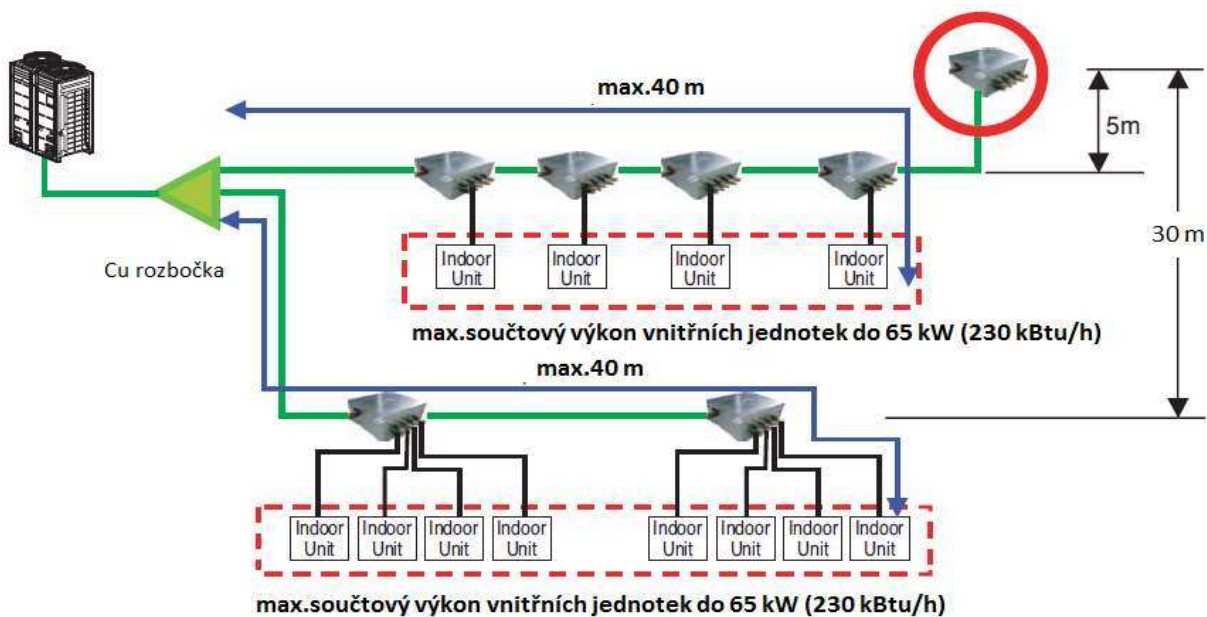 max.40 m
5m
30 m
Cu rozbočka
Indoor
Unit
Indoor
Unit
Indoor
Unit
Indoor
Unit
max.součtový výkon vnitřních jednotek do 65 kW (230 kBtu/h)
max.40 m
Indoor
Unit
Indoor
Unit
Indoor
Unit
Indoor
Unit
Indoor
Unit
Indoor
Unit
Indoor
Unit
Indoor
Unit
max.součtový výkon vnitřních jednotek do 65 kW (230 kBtu/h)